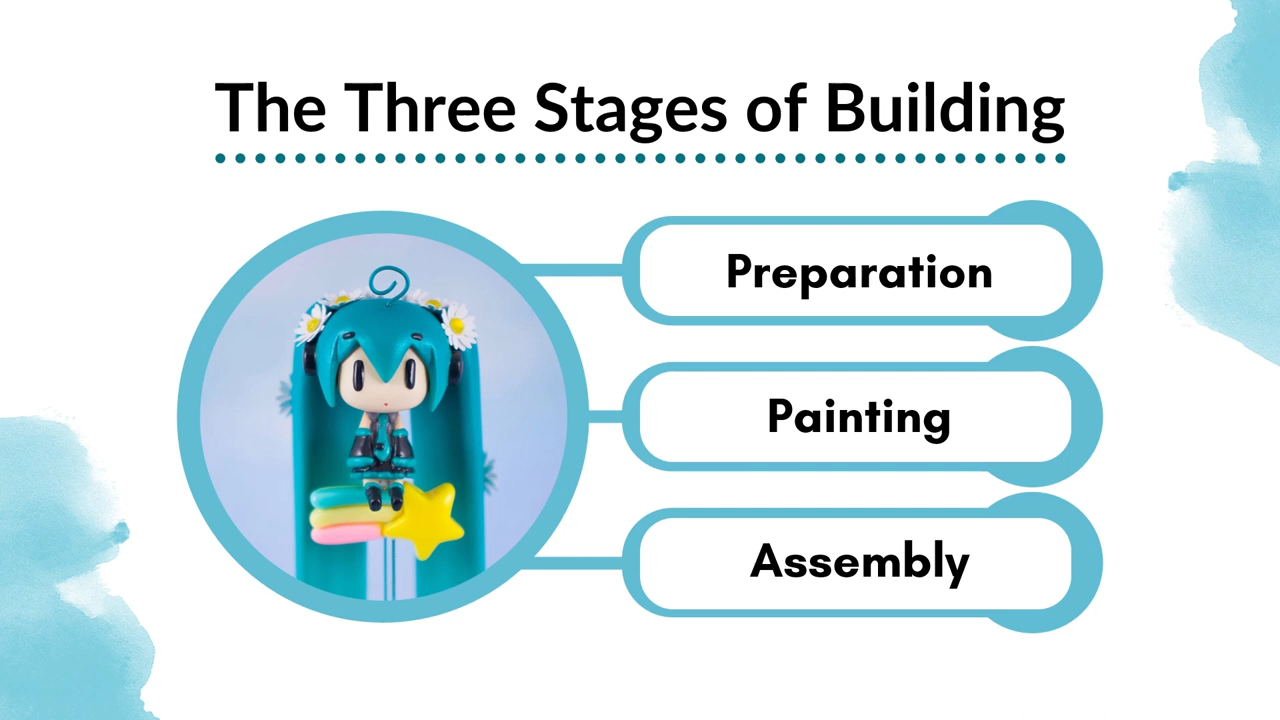 The Three Stages of Building
Preparation
Painting
Assembly